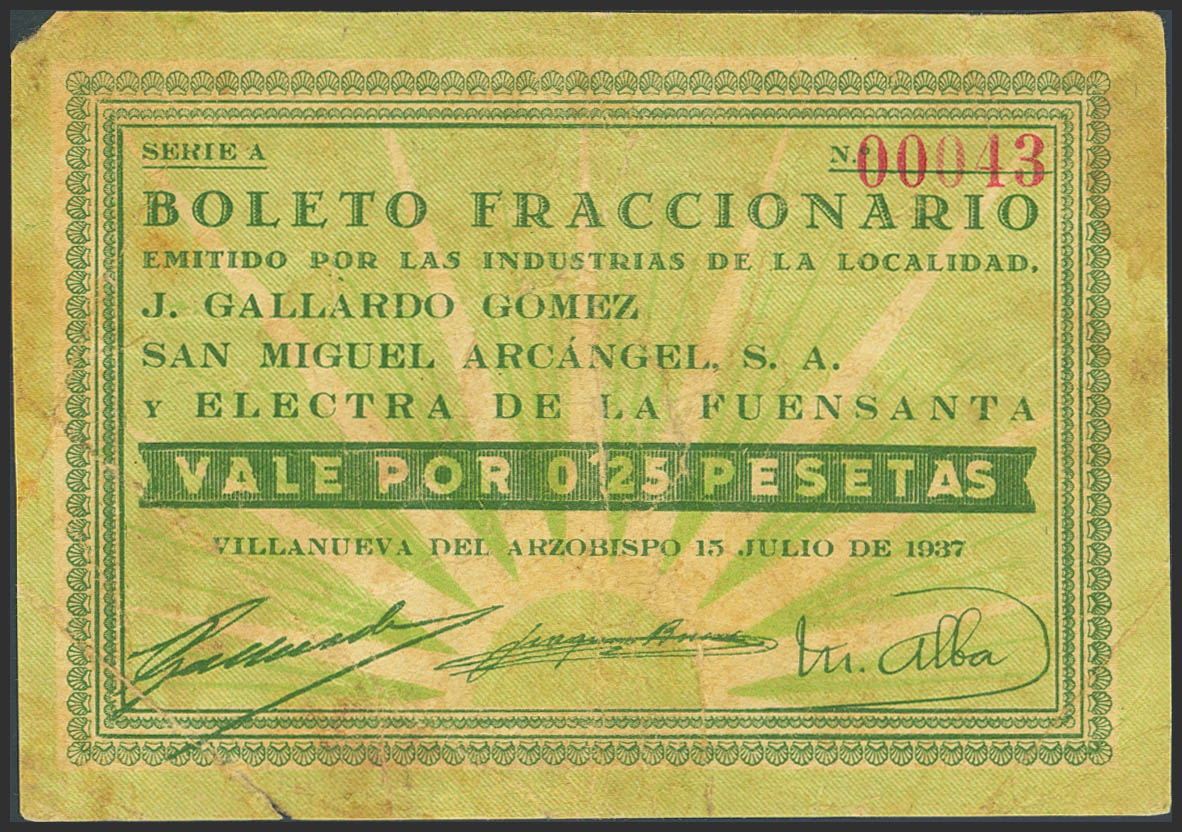 SERIE A
N.º 00043
BOLETO FRACCIONARIO
EMITIDO POR LAS INDUSTRIAS DE LA LOCALIDAD,
J. GALLARDO GOMEZ
SAN MIGUEL ARCÁNGEL, S. A.
Y ELECTRA DE LA FUENSANTA
VALE POR 0'25 PESETAS
VILLANUEVA DEL ARZOBISPO 15 JULIO DE 1937
M. Alba